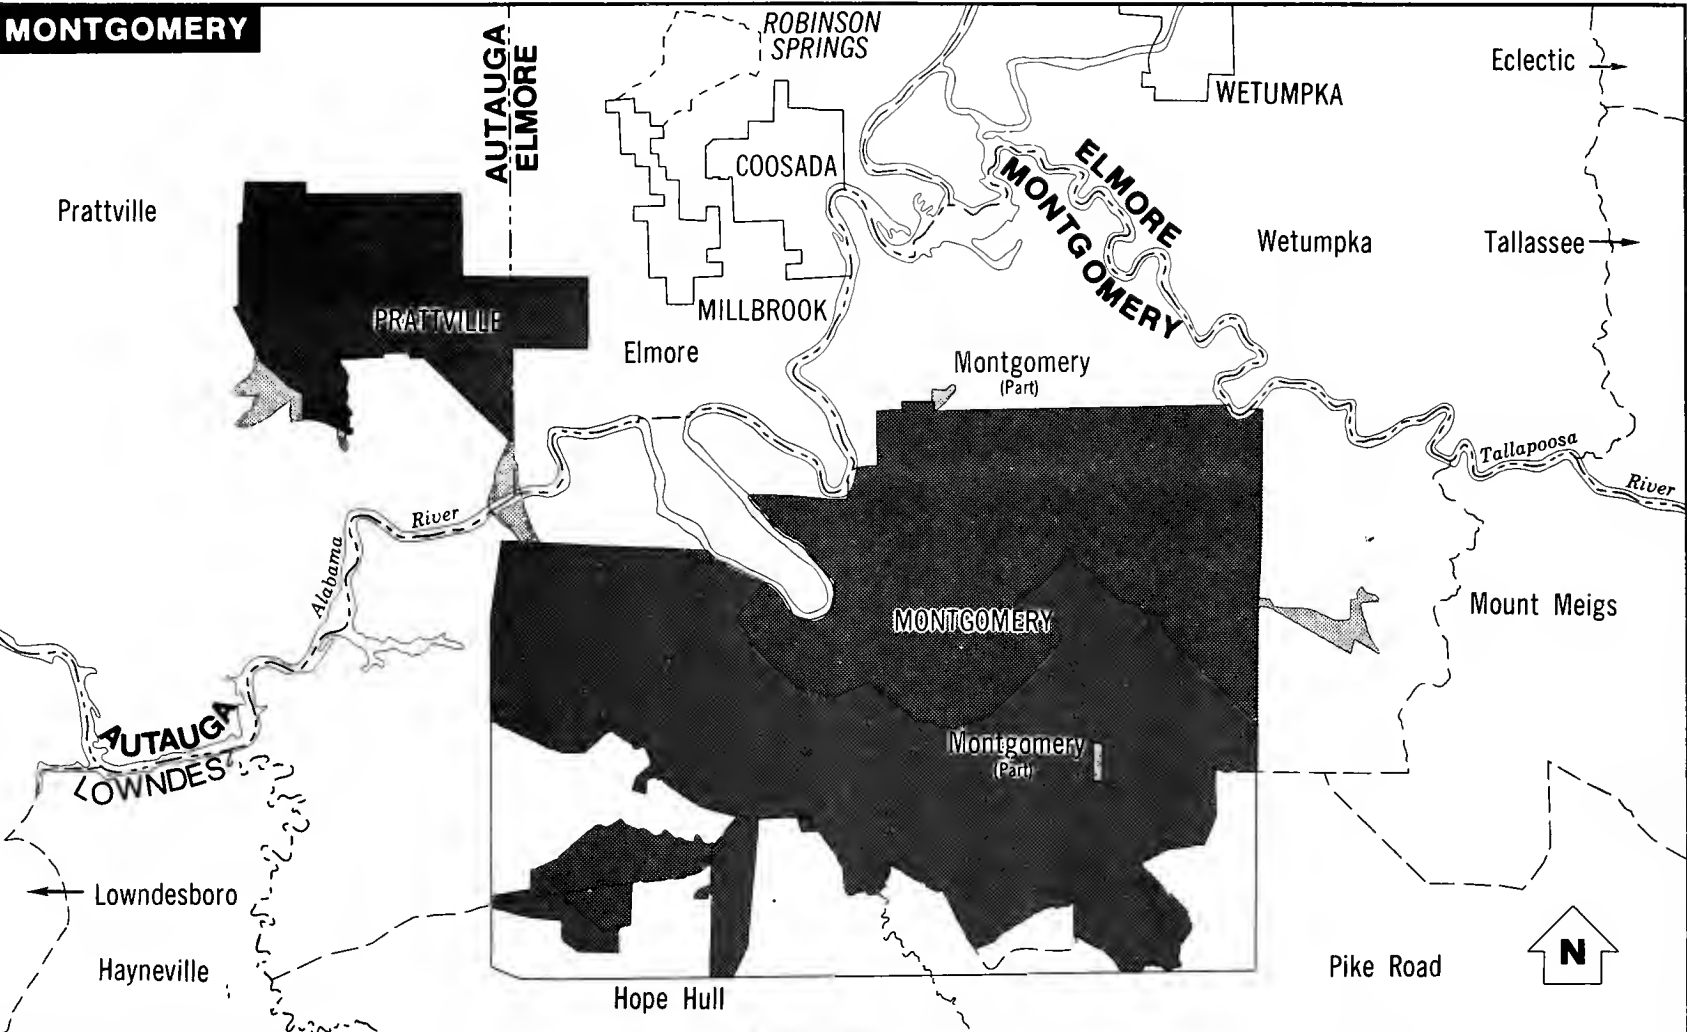 MONTGOMERY
ROBINSON
SPRINGS
AUTAUGA
ELMORE
Eclectic
WETUMPKA
COOSADA
ELMORE
MONTGOMERY
Prattville
Wetumpka
Tallassee
PRATTVILLE
MILLBROOK
Elmore
Montgomery
(Part)
Tallapoosa
River
River
Alabama
MONTGOMERY
Mount Meigs
AUTAUGA
LOWNDES
Montgomery
(Part)
Lowndesboro
Hayneville
Pike Road
N
Hope Hull